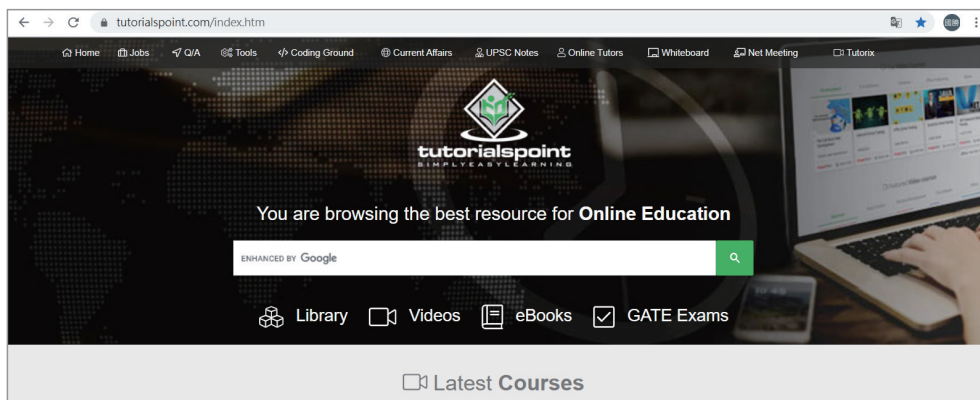 tutorialspoint.com/index.htm
Home Jobs Q/A Tools </> Coding Ground Current Affairs UPSC Notes Online Tutors Whiteboard Net Meeting Tutorix
tutorialspoint
SIMPLYEASYLEARNING
You are browsing the best resource for Online Education
ENHANCED BY Google
Library Videos eBooks GATE Exams
Latest Courses